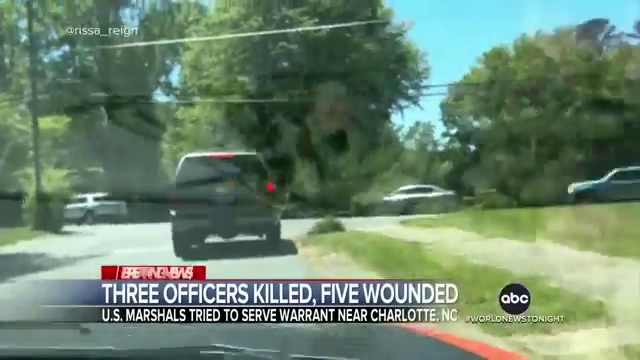 @rissa_reign
BREAKING NEWS
THREE OFFICERS KILLED, FIVE WOUNDED
abc
U.S. MARSHALS TRIED TO SERVE WARRANT NEAR CHARLOTTE, NC
#WORLDNEWSTONIGHT